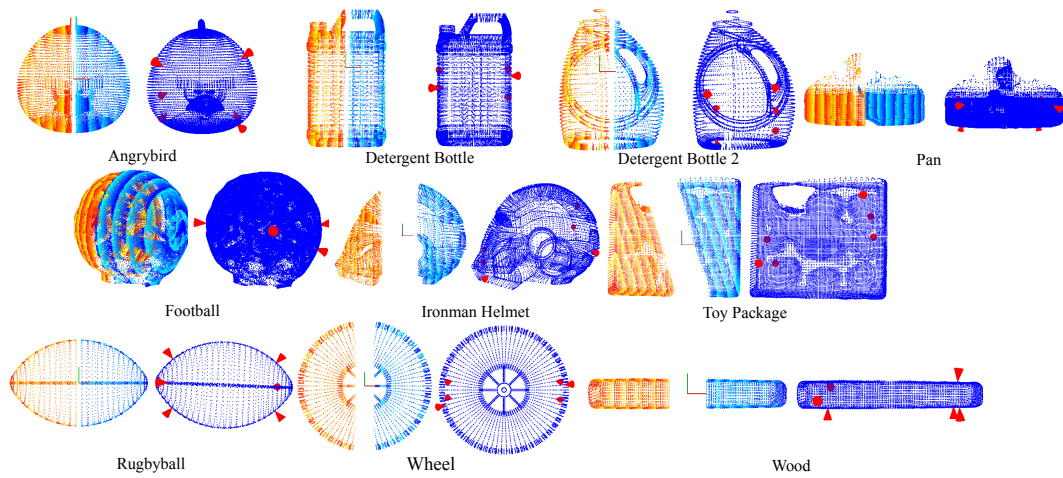 Angrybird
Detergent Bottle
Detergent Bottle 2
Pan
Football
Ironman Helmet
Toy Package
Rugbyball
Wheel
Wood